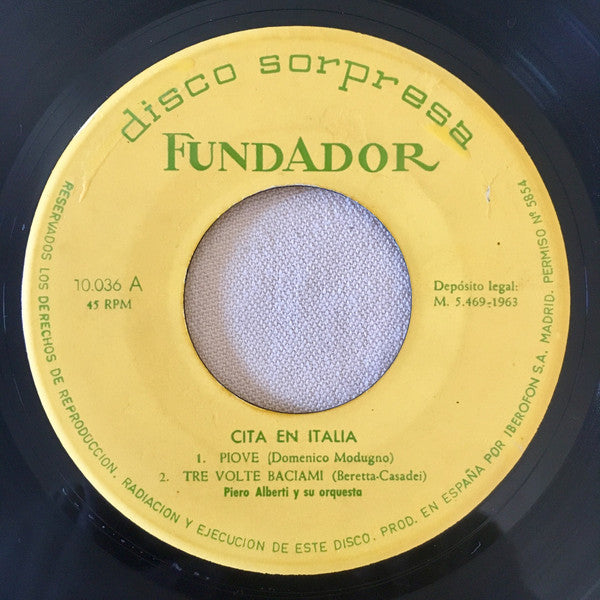 disco sorpresa
FUNDADOR
10.036 A
45 RPM
Depósito legal:
M. 5.469-1963
CITA EN ITALIA
1. PIOVE (Domenico Modugno)
2. TRE VOLTE BACIAMI (Beretta-Casadei)
Piero Alberti y su orquesta
RESERVADOS LOS DERECHOS DE REPRODUCCION. RADIACION Y EJECUCION DE ESTE DISCO. PROD. EN ESPAÑA POR IBEROFON S.A. MADRID. PERMISO Nº 5854